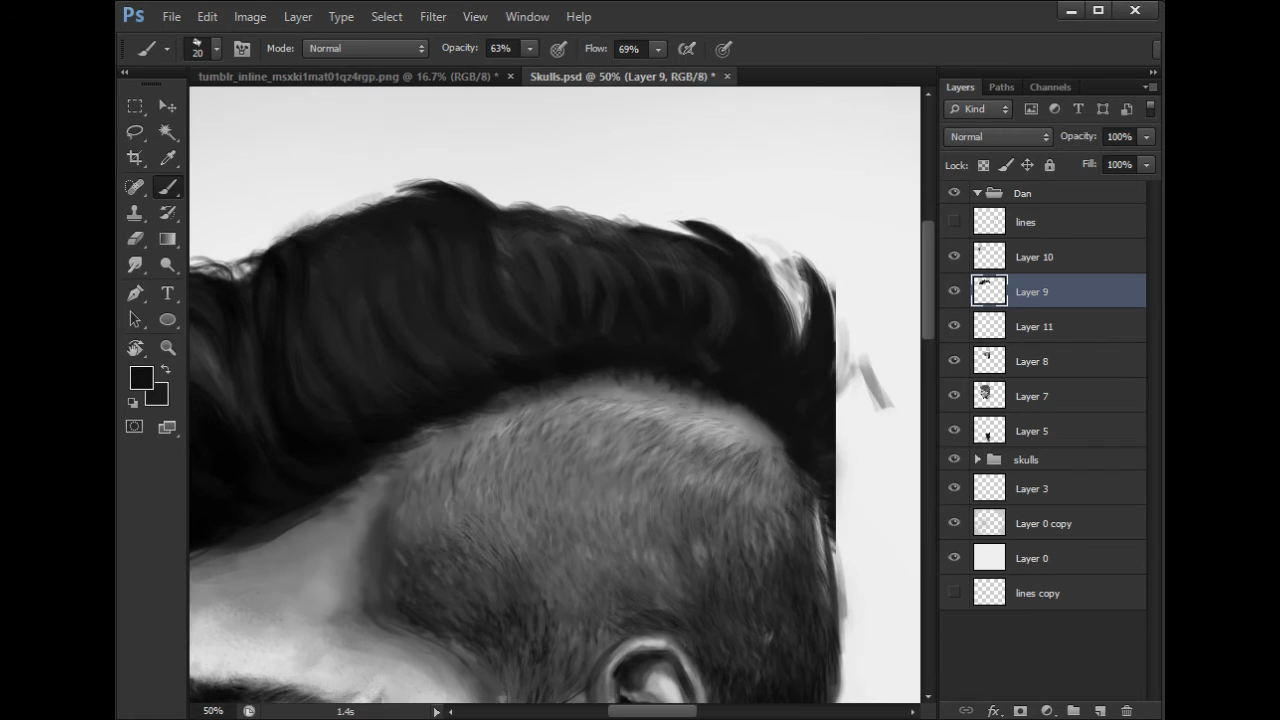 Ps File Edit Image Layer Type Select Filter View Window Help
20 Mode: Normal Opacity: 63% Flow: 69%
tumblr_inline_msxki1mat01qz4rgp.png @ 16.7% (RGB/8) * × Skulls.psd @ 50% (Layer 9, RGB/8) * ×
Layers Paths Channels
Kind
Normal Opacity: 100%
Lock: Fill: 100%
Dan
lines
Layer 10
Layer 9
Layer 11
Layer 8
Layer 7
Layer 5
skulls
Layer 3
Layer 0 copy
Layer 0
lines copy
50% 1.4s
fx